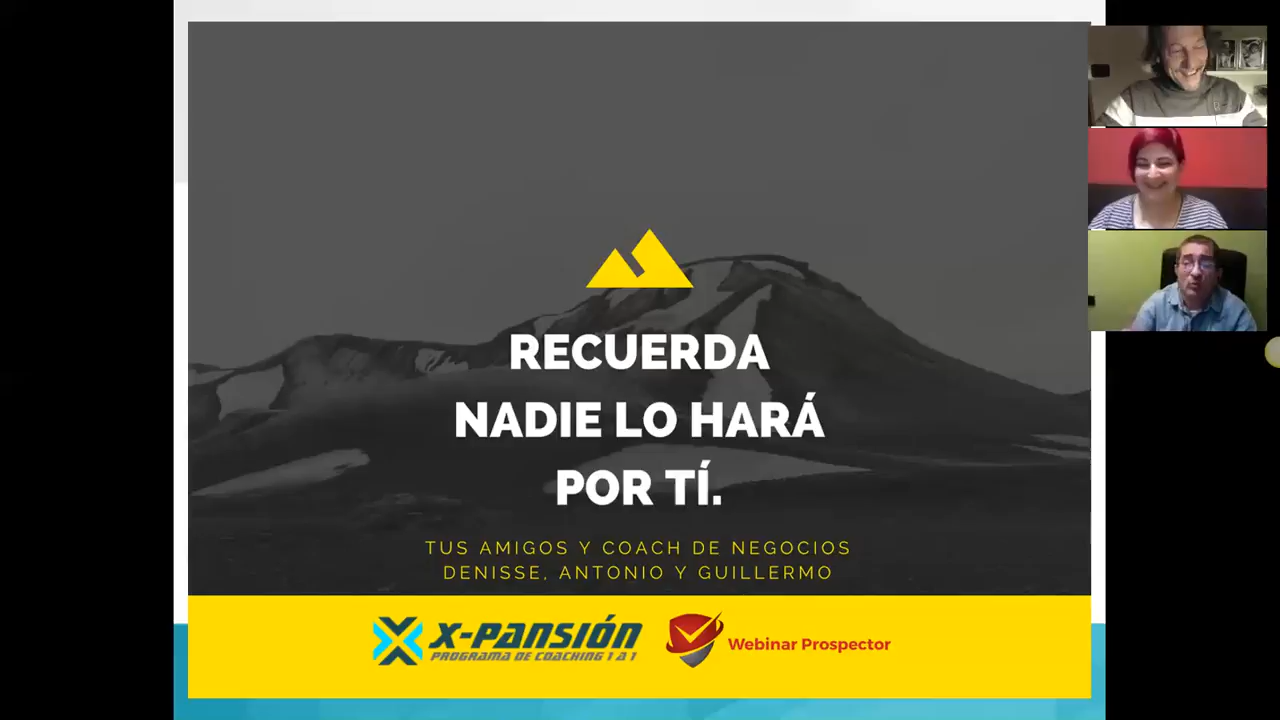 RECUERDA
NADIE LO HARÁ
POR TÍ.
TUS AMIGOS Y COACH DE NEGOCIOS
DENISSE, ANTONIO Y GUILLERMO
X-PANSIÓN
PROGRAMA DE COACHING 1 A 1
Webinar Prospector